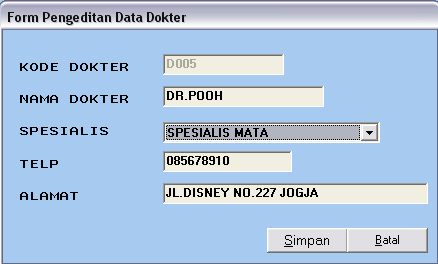 Form Pengeditan Data Dokter
KODE DOKTER D005
NAMA DOKTER DR.POOH
SPESIALIS SPESIALIS MATA
TELP 085678910
ALAMAT JL.DISNEY NO.227 JOGJA
Simpan Batal